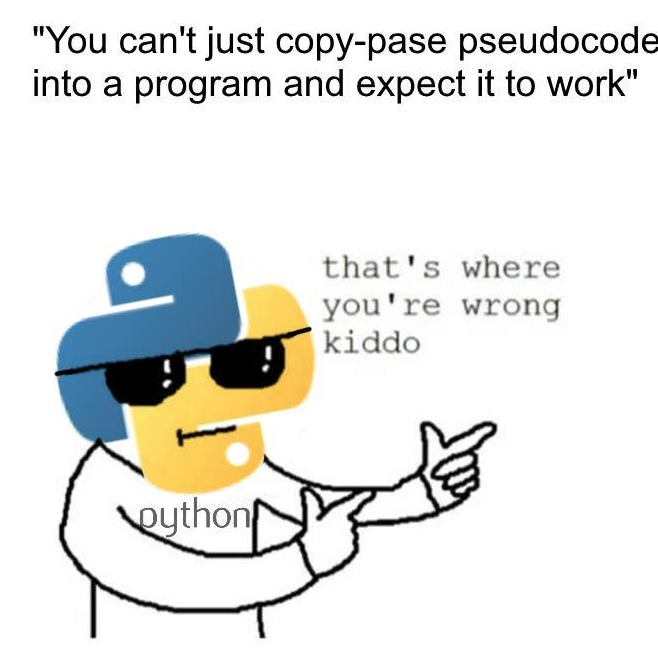 "You can't just copy-pase pseudocode
into a program and expect it to work"
that's where
you're wrong
kiddo
python